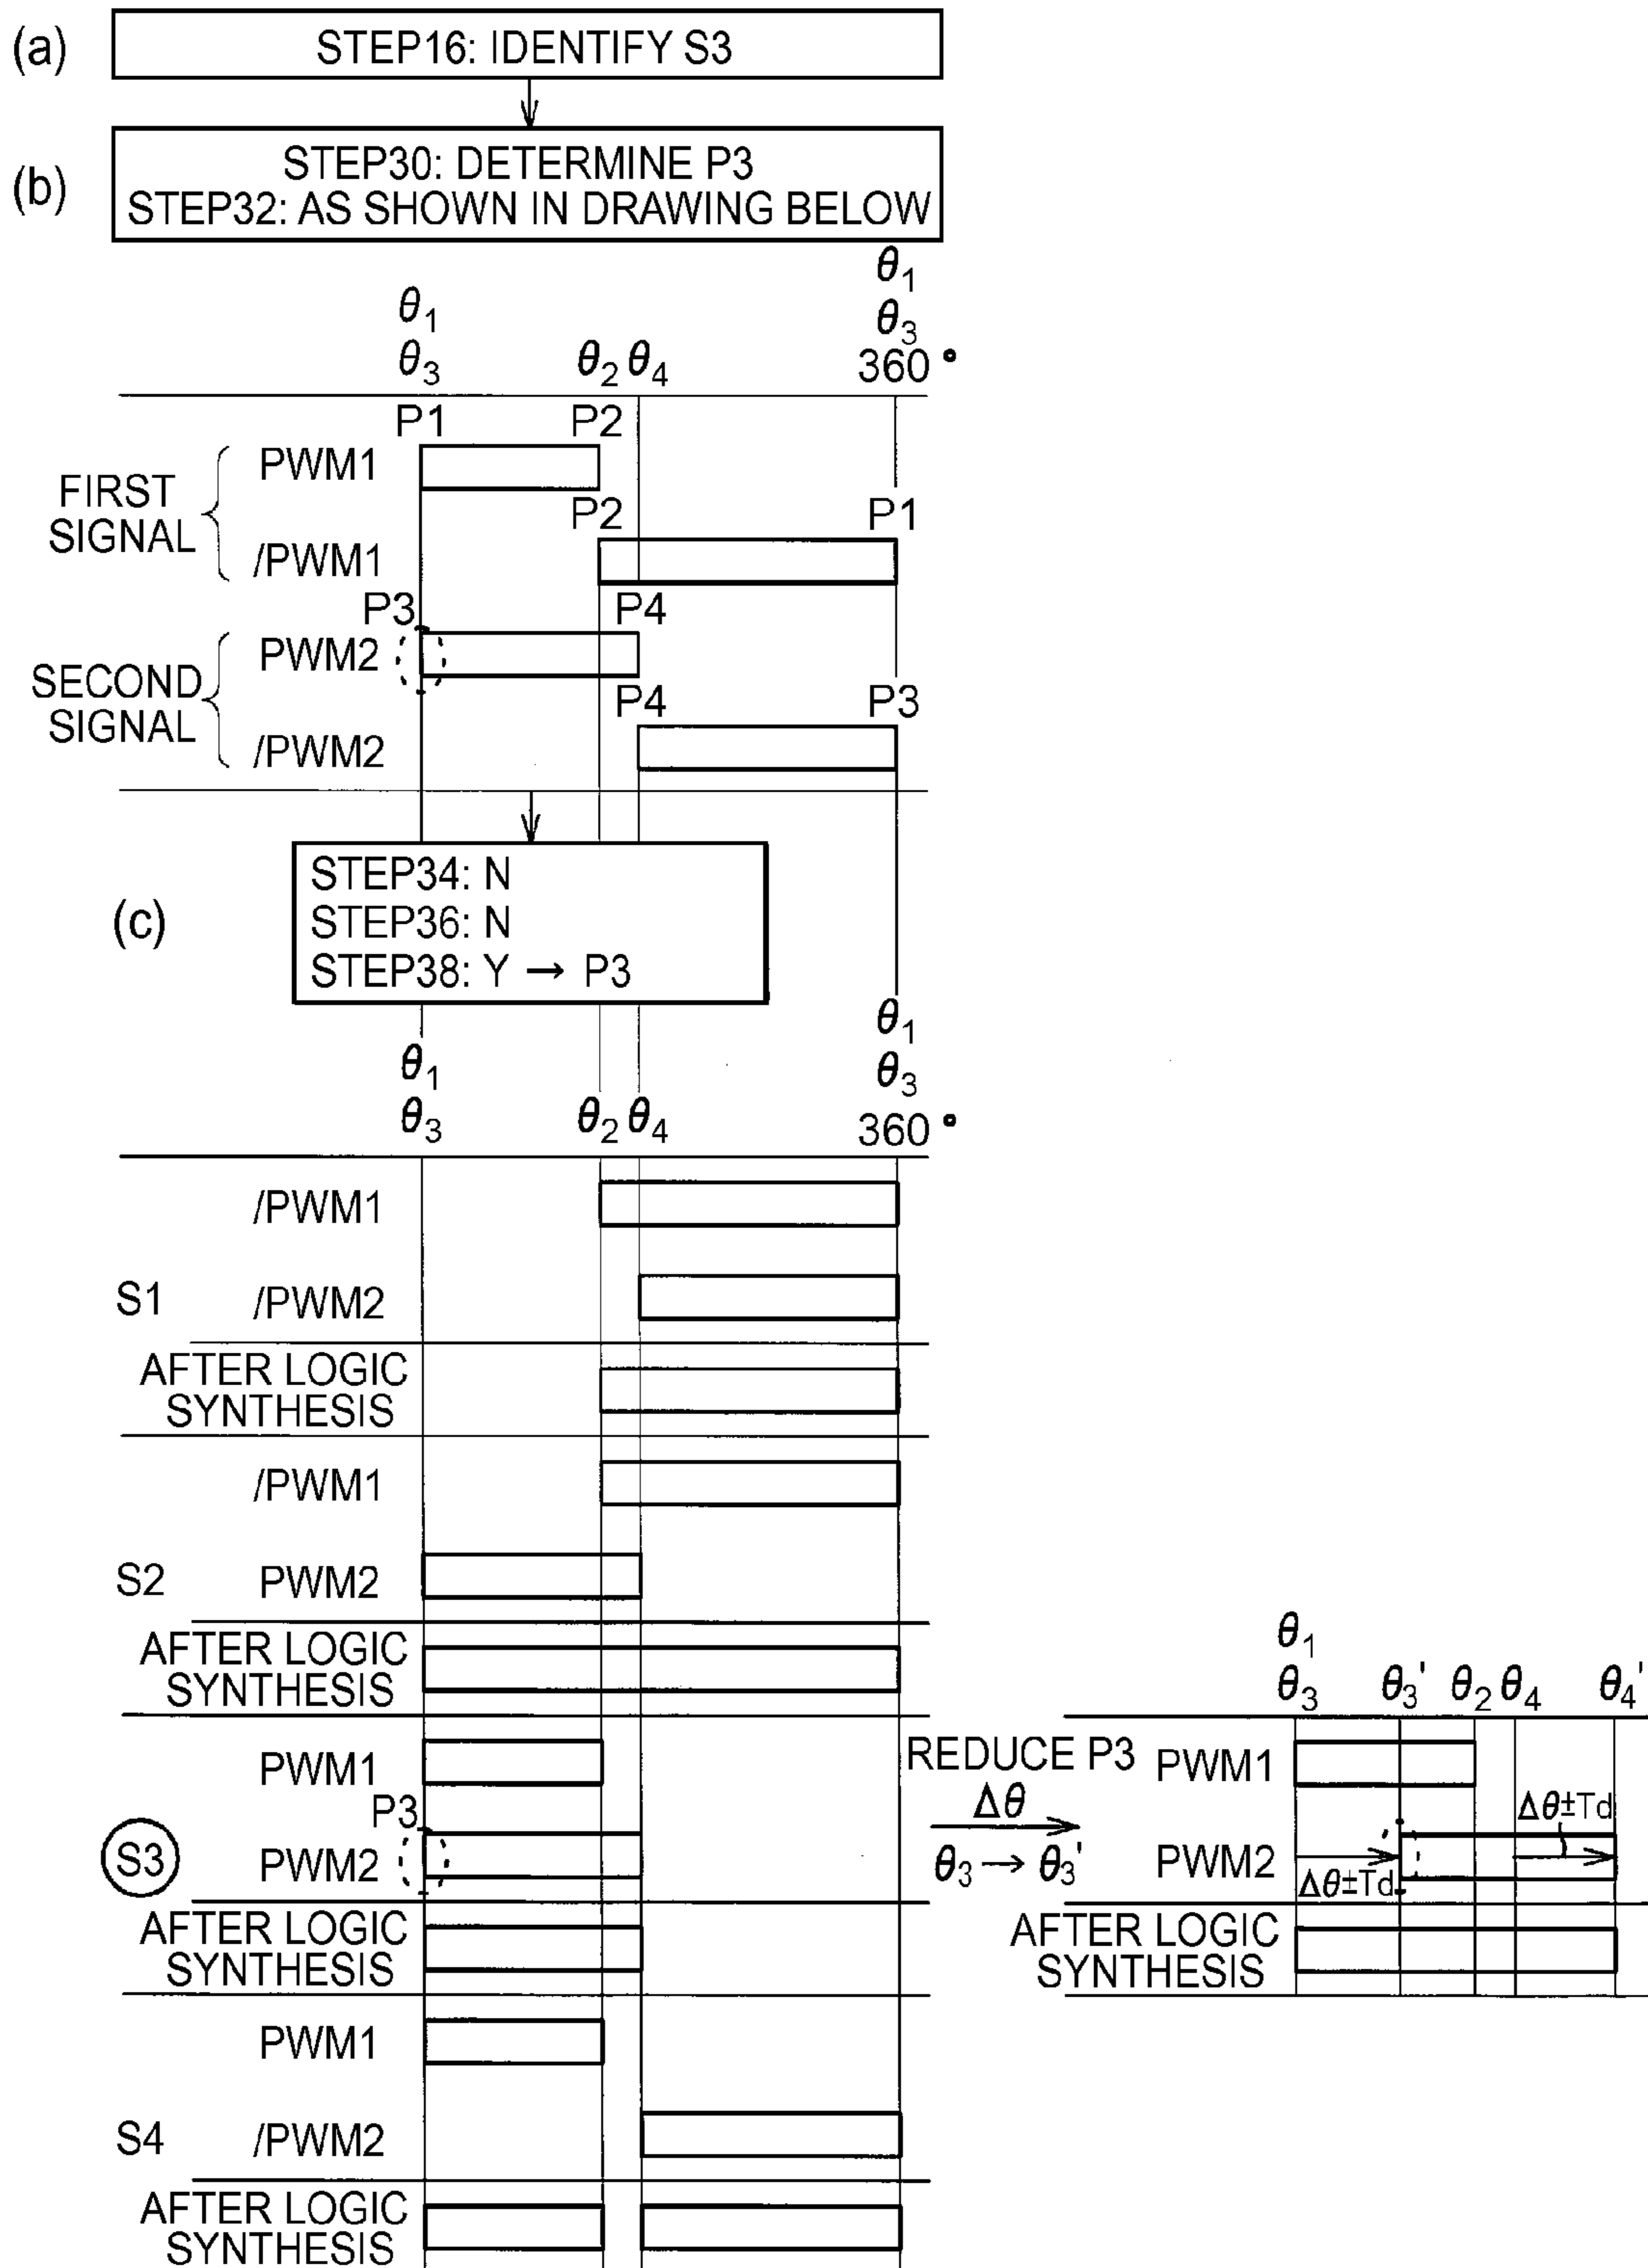 (a)
STEP16: IDENTIFY S3
(b)
STEP30: DETERMINE P3
STEP32: AS SHOWN IN DRAWING BELOW
θ1
θ1 θ3
θ3 θ2 θ4 360°
P1 P2
FIRST SIGNAL
PWM1
P2 P1
/PWM1
P3 P4
SECOND SIGNAL
PWM2
P4 P3
/PWM2
(c)
STEP34: N
STEP36: N
STEP38: Y → P3
θ1
θ1 θ3
θ3 θ2 θ4 360°
/PWM1
S1 /PWM2
AFTER LOGIC
SYNTHESIS
/PWM1
S2 PWM2
AFTER LOGIC
SYNTHESIS
PWM1
P3
S3 PWM2
AFTER LOGIC
SYNTHESIS
REDUCE P3
Δθ
θ3 → θ3'
θ1
θ3 θ3' θ2 θ4 θ4'
PWM1
Δθ±Td
PWM2
Δθ±Td
AFTER LOGIC
SYNTHESIS
PWM1
S4 /PWM2
AFTER LOGIC
SYNTHESIS